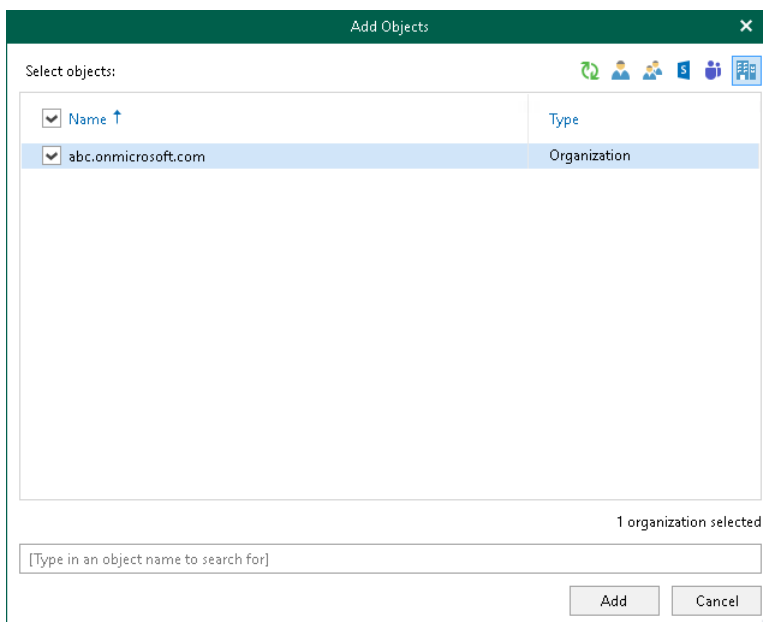 Add Objects
Select objects:
S
Name Type
abc.onmicrosoft.com Organization
1 organization selected
[Type in an object name to search for]
Add Cancel